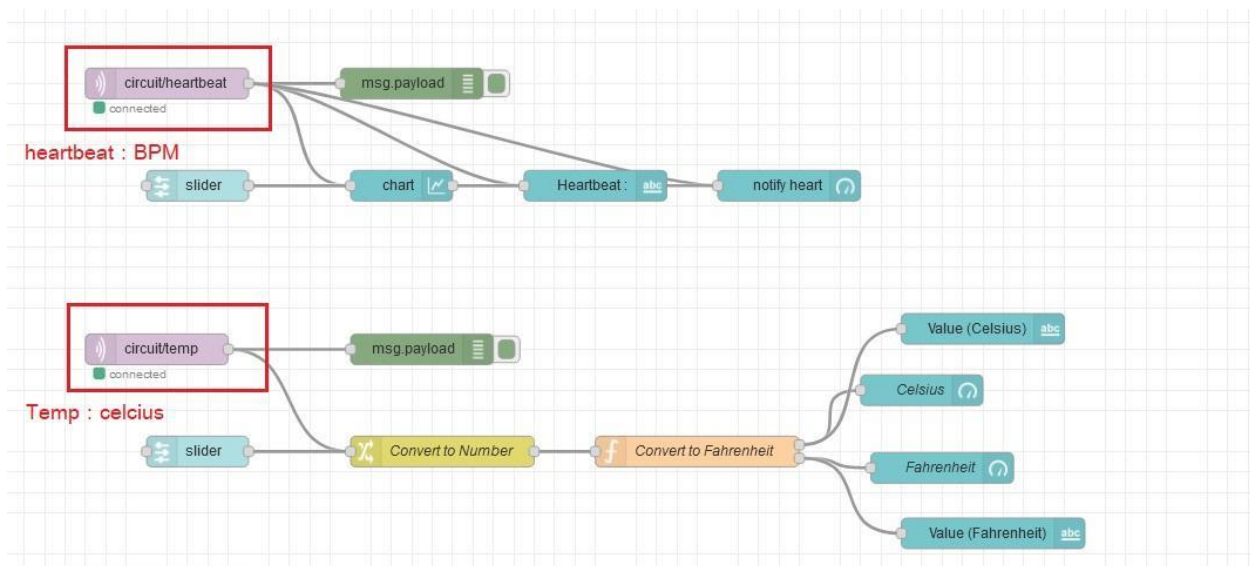 circuit/heartbeat
msg.payload
connected
heartbeat : BPM
slider
chart
Heartbeat :
abc
notify heart
circuit/temp
msg.payload
connected
Value (Celsius)
abc
Celsius
Temp : celcius
slider
Convert to Number
Convert to Fahrenheit
Fahrenheit
Value (Fahrenheit)
abc